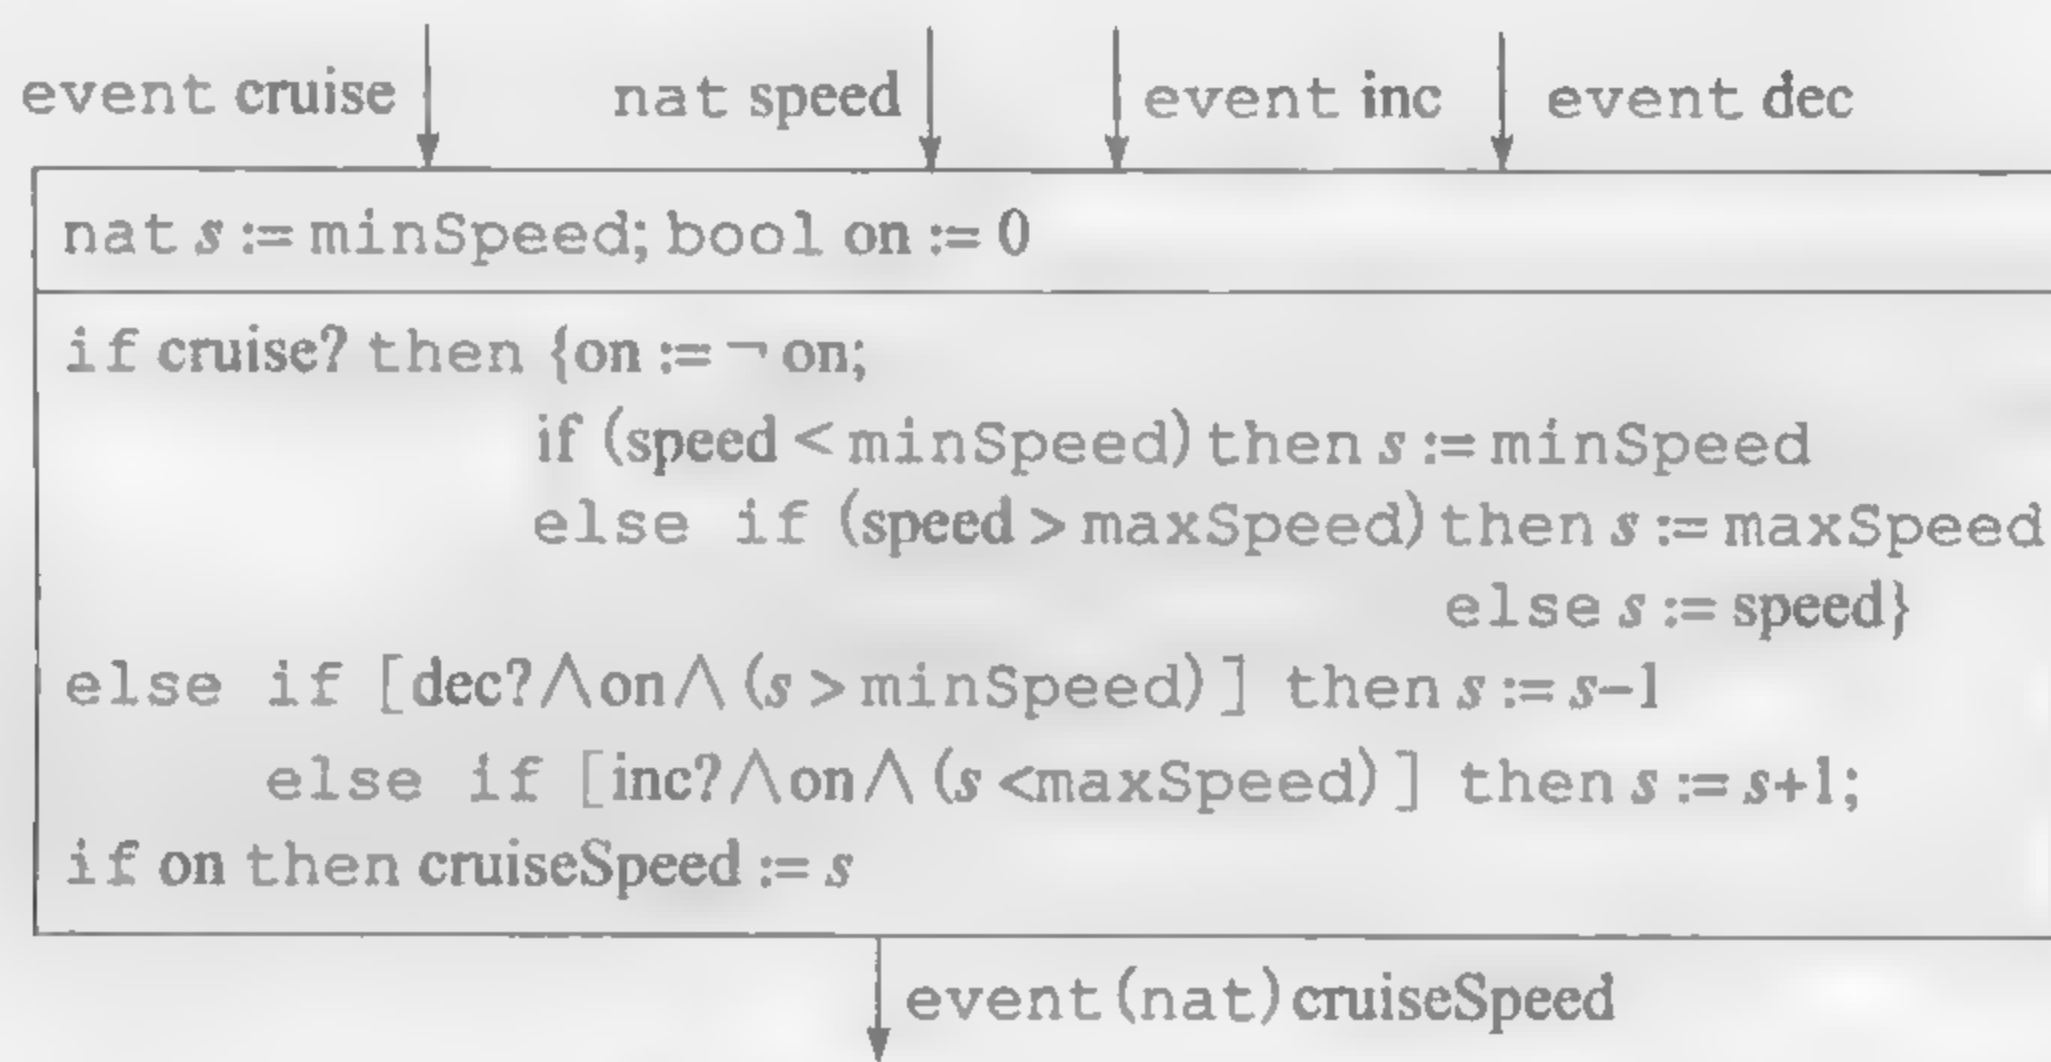 event cruise nat speed event inc event dec
nat s := minSpeed; bool on := 0
if cruise? then {on := ¬ on;
if (speed < minSpeed) then s := minSpeed
else if (speed > maxSpeed) then s := maxSpeed
else s := speed}
else if [dec? ∧ on ∧ (s > minSpeed)] then s := s–1
else if [inc? ∧ on ∧ (s <maxSpeed)] then s := s+1;
if on then cruiseSpeed := s
event(nat) cruiseSpeed